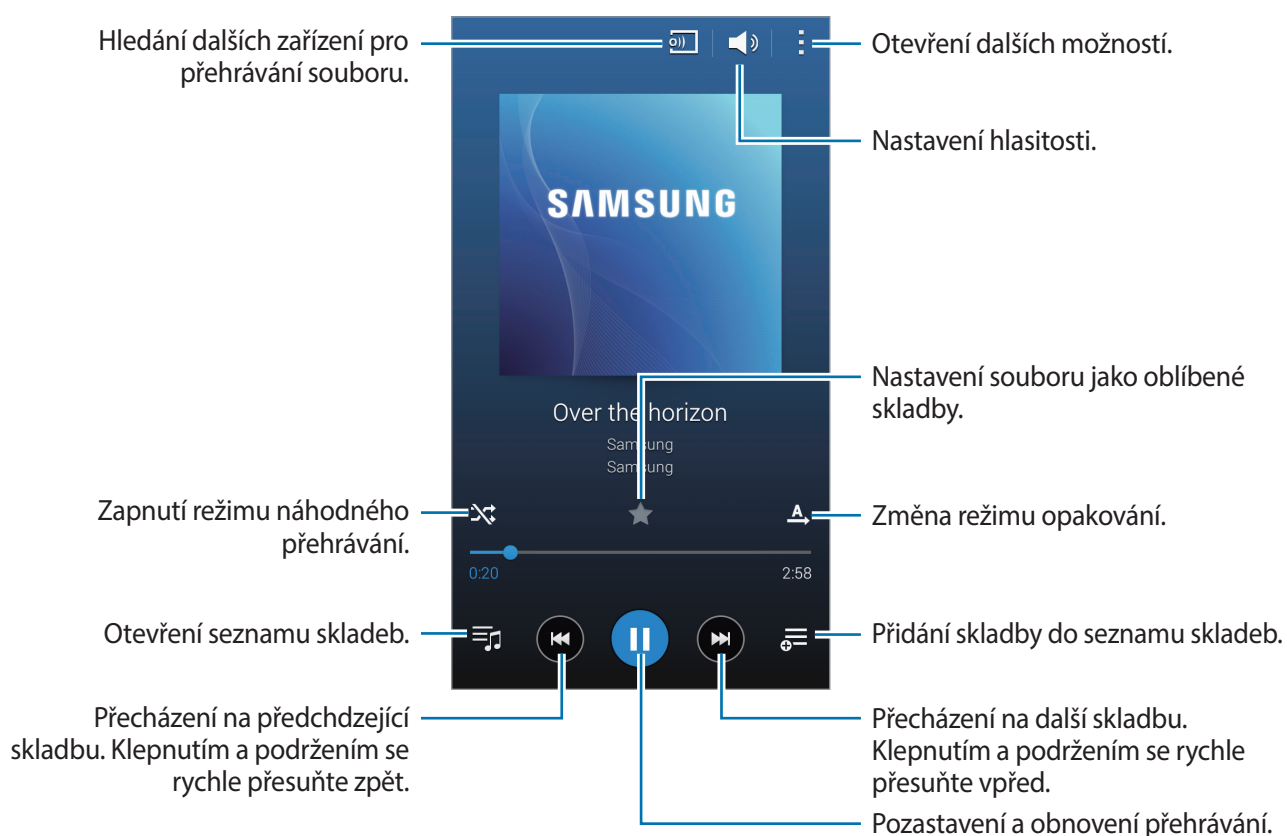 Hledání dalších zařízení pro
přehrávání souboru.
Otevření dalších možností.
Nastavení hlasitosti.
SAMSUNG
Nastavení souboru jako oblíbené
skladby.
Over the horizon
Samsung
Samsung
Zapnutí režimu náhodného
přehrávání.
A
Změna režimu opakování.
0:20
2:58
Otevření seznamu skladeb.
Přidání skladby do seznamu skladeb.
Přecházení na předchdzející
skladbu. Klepnutím a podržením se
rychle přesuňte zpět.
Přecházení na další skladbu.
Klepnutím a podržením se rychle
přesuňte vpřed.
Pozastavení a obnovení přehrávání.